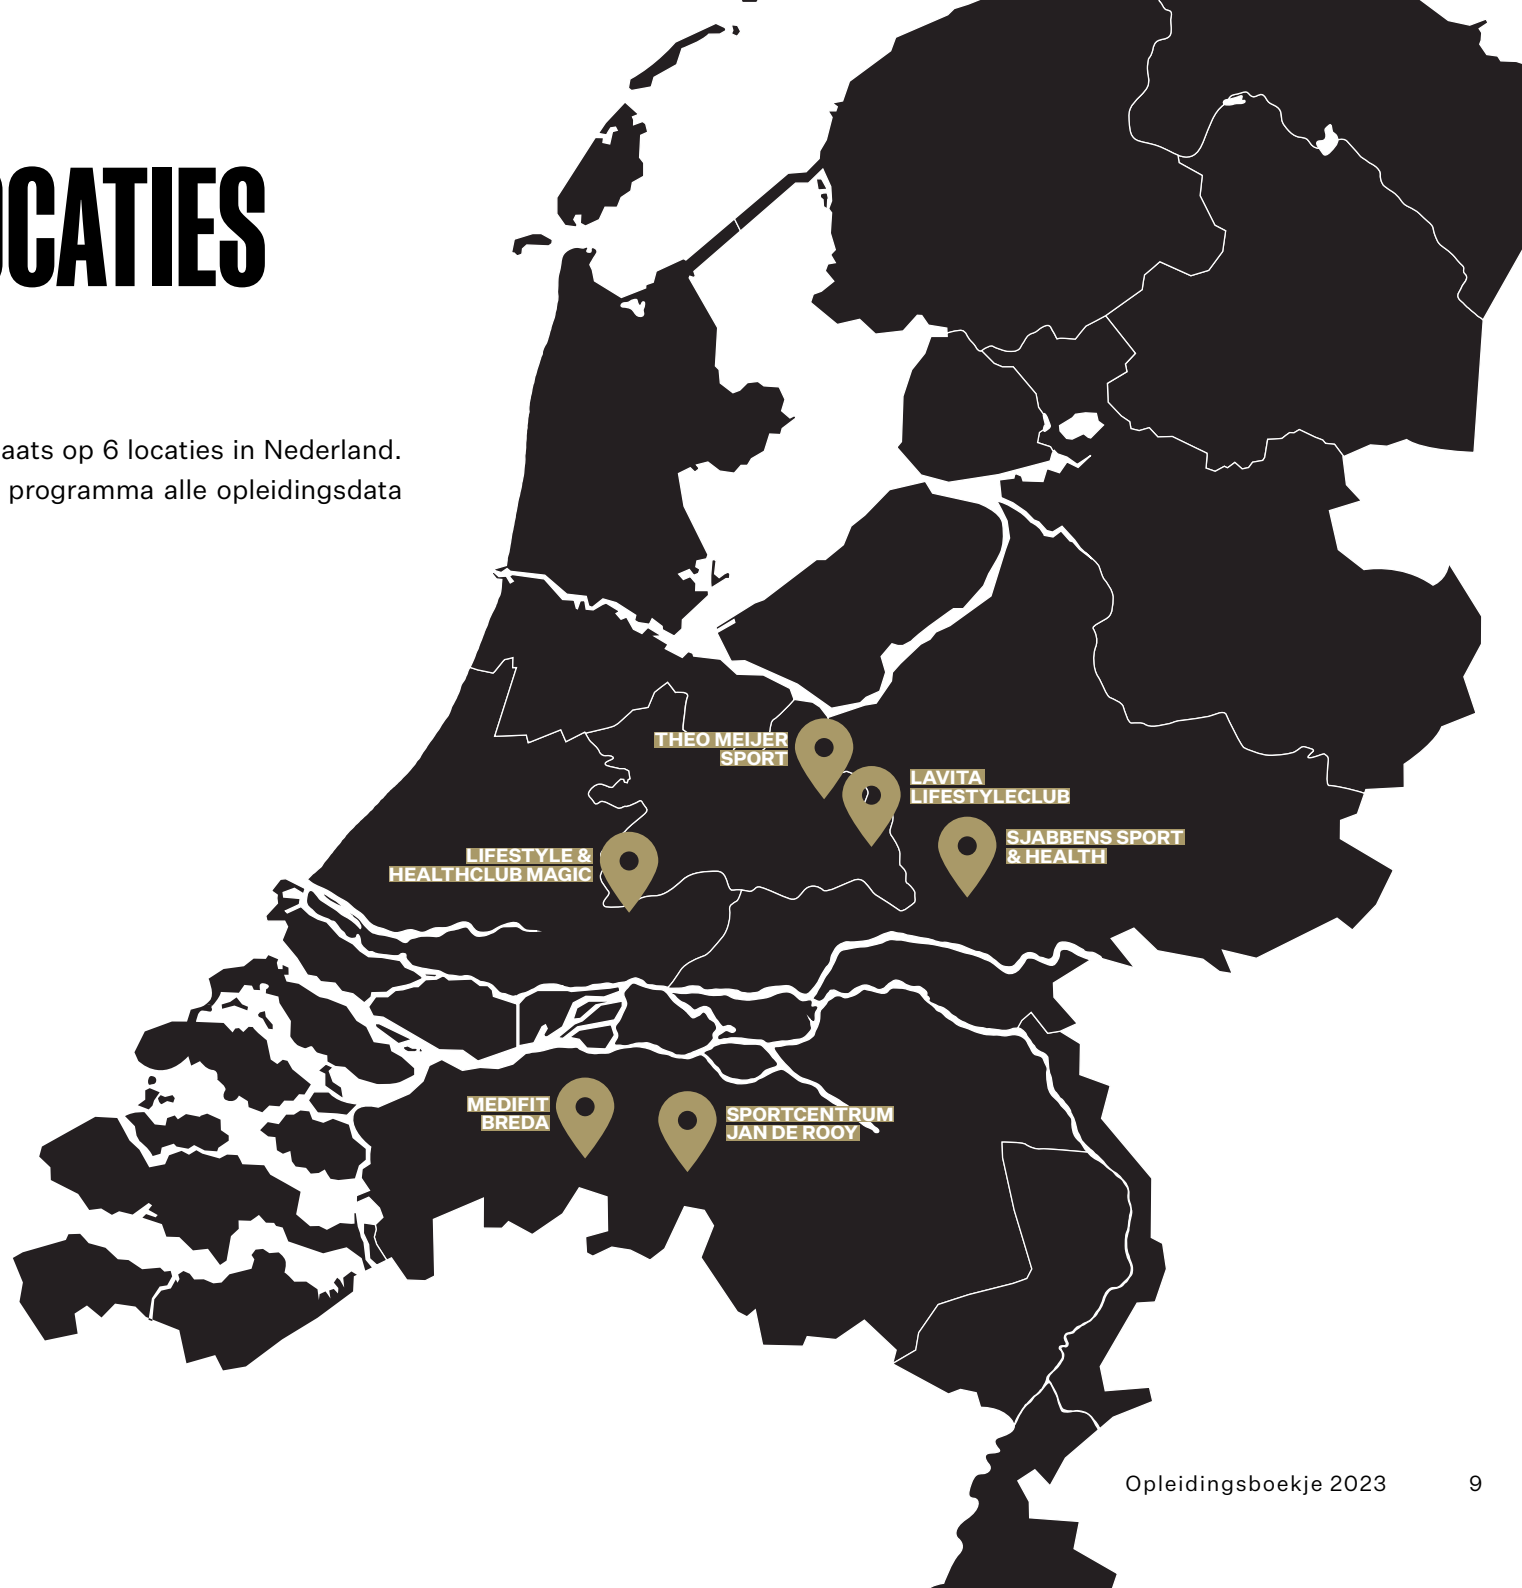 OCATIES
aats op 6 locaties in Nederland.
programma alle opleidingsdata
THEO MEIJER
SPORT
LAVITA
LIFESTYLECLUB
SJABBENS SPORT
& HEALTH
LIFESTYLE &
HEALTHCLUB MAGIC
MEDIFIT
BREDA
SPORTCENTRUM
JAN DE ROOY
Opleidingsboekje 2023 9